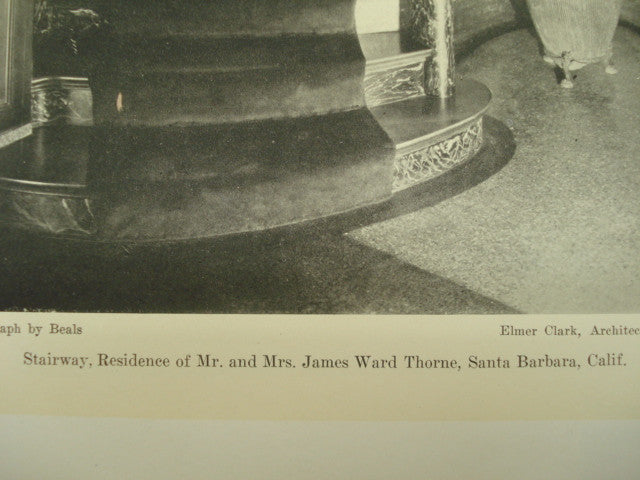 aph by Beals
Elmer Clark, Architec
Stairway, Residence of Mr. and Mrs. James Ward Thorne, Santa Barbara, Calif.